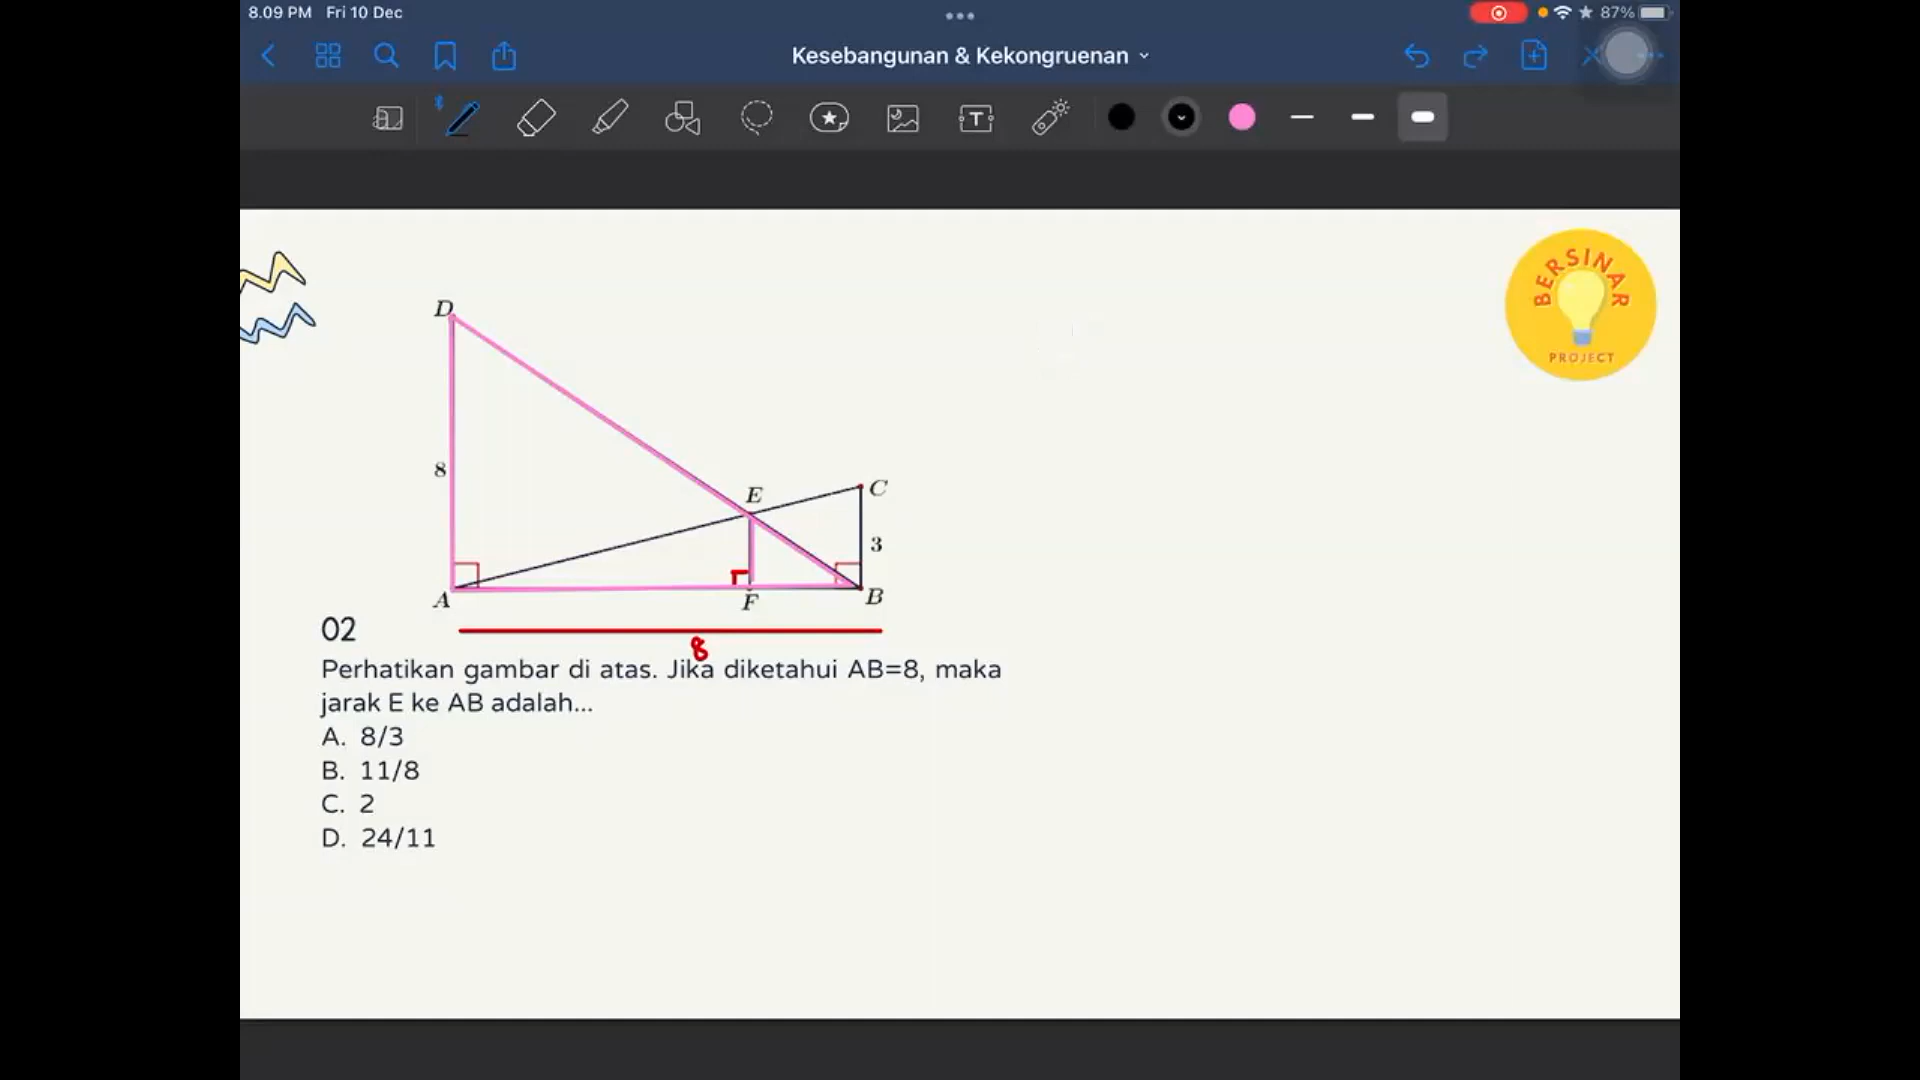 8.09 PM Fri 10 Dec
87%
Kesebangunan & Kekongruenan
T
BERSINAR
PROJECT
D
8
E
C
3
A
F
B
8
02
Perhatikan gambar di atas. Jika diketahui AB=8, maka
jarak E ke AB adalah...
A. 8/3
B. 11/8
C. 2
D. 24/11